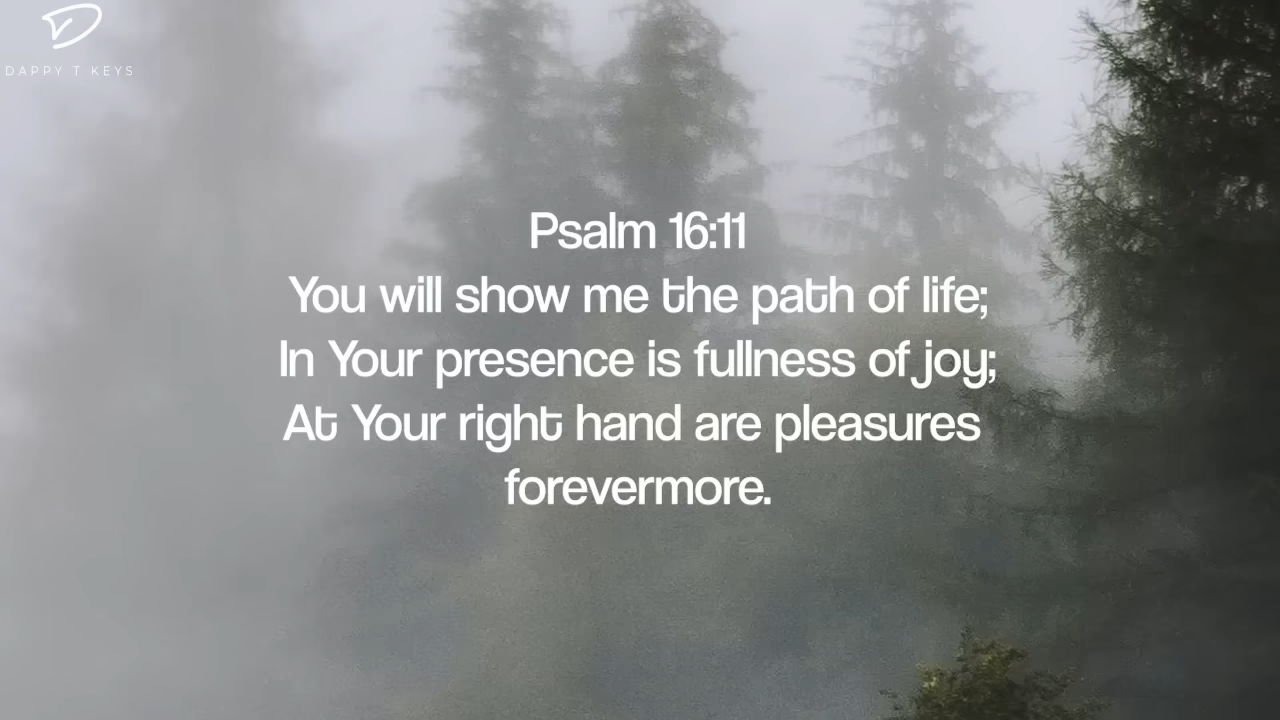 DAPPY T KEYS
Psalm 16:11
You will show me the path of life;
In Your presence is fullness of joy;
At Your right hand are pleasures
forevermore.